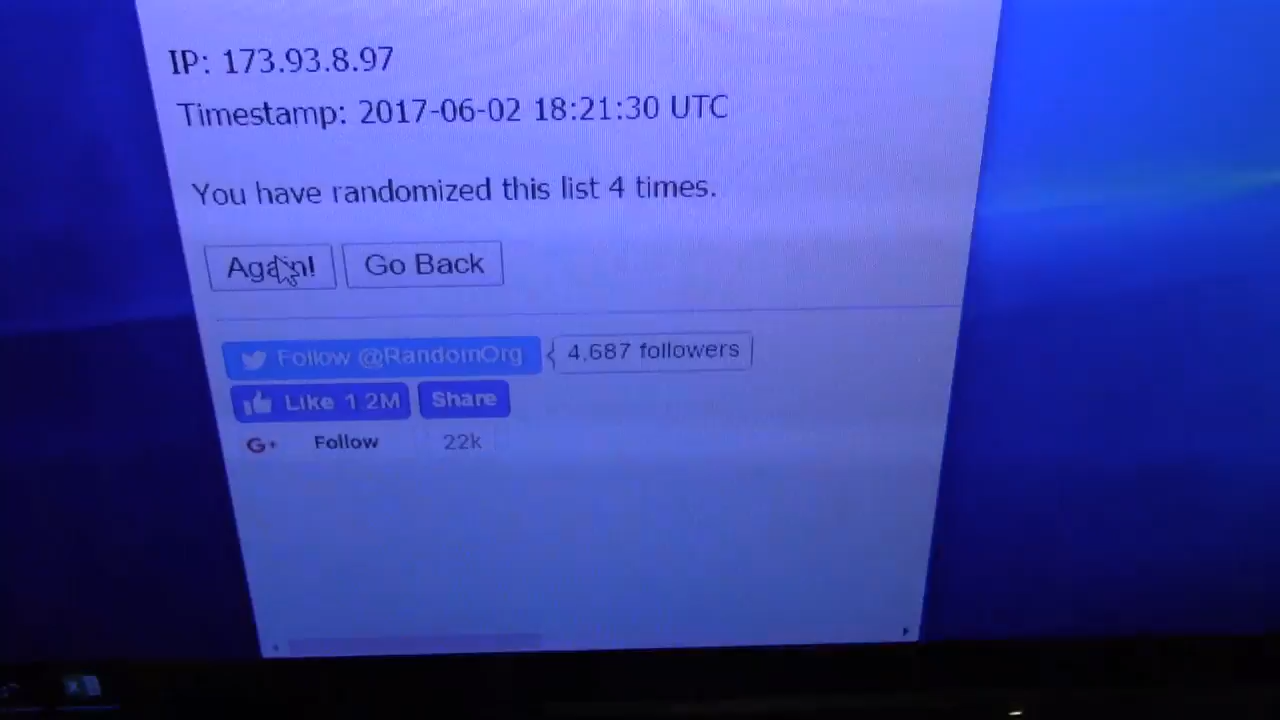 IP: 173.93.8.97
Timestamp: 2017-06-02 18:21:30 UTC
You have randomized this list 4 times.
Again! Go Back
Follow @RandomOrg 4,687 followers
Like 1.2M Share
G+ Follow 22k